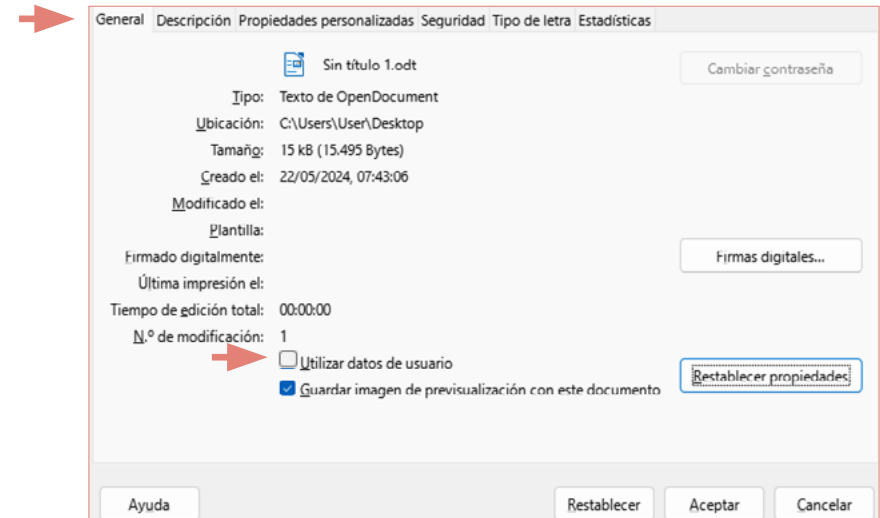 General Descripción Propiedades personalizadas Seguridad Tipo de letra Estadísticas
Sin título 1.odt
Cambiar contraseña
Tipo: Texto de OpenDocument
Ubicación: C:\Users\User\Desktop
Tamaño: 15 kB (15.495 Bytes)
Creado el: 22/05/2024, 07:43:06
Modificado el:
Plantilla:
Firmado digitalmente:
Firmas digitales...
Última impresión el:
Tiempo de edición total: 00:00:00
N.º de modificación: 1
Utilizar datos de usuario
Restablecer propiedades
Guardar imagen de previsualización con este documento
Ayuda Restablecer Aceptar Cancelar